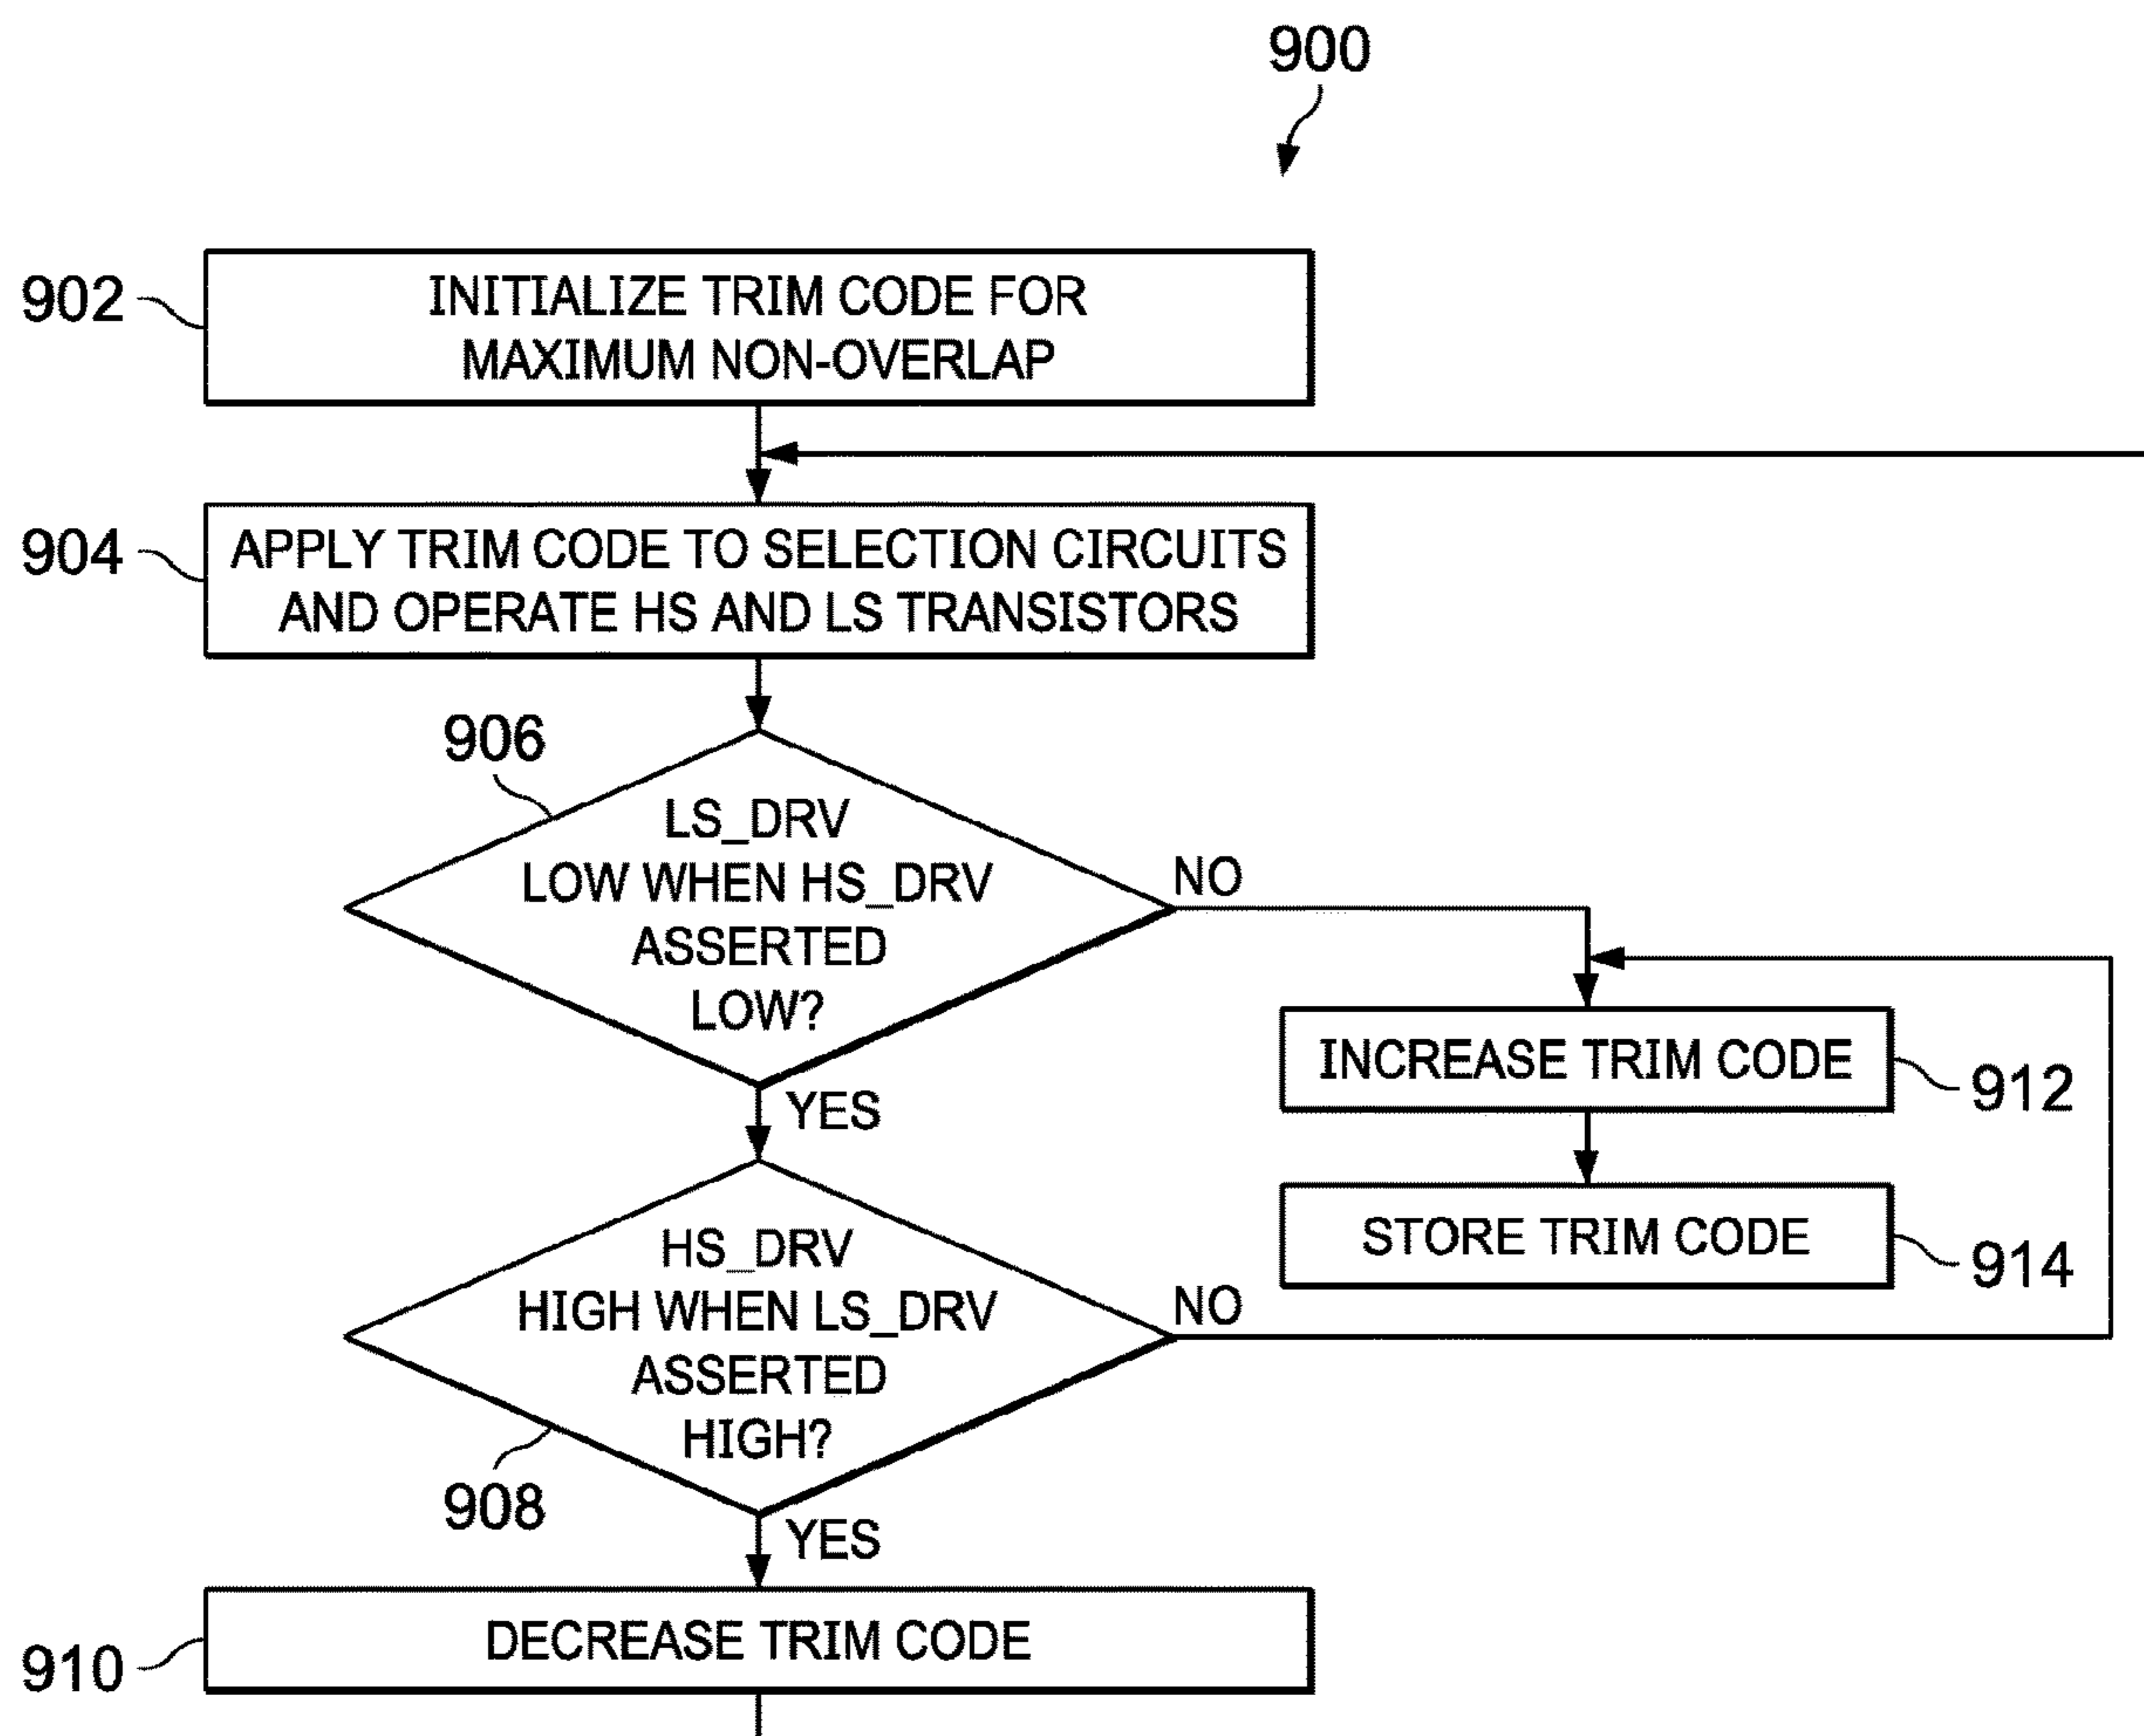 900
902
INITIALIZE TRIM CODE FOR
MAXIMUM NON-OVERLAP
904
APPLY TRIM CODE TO SELECTION CIRCUITS
AND OPERATE HS AND LS TRANSISTORS
906
LS_DRV
LOW WHEN HS_DRV
ASSERTED
LOW?
NO
YES
INCREASE TRIM CODE
912
STORE TRIM CODE
914
HS_DRV
HIGH WHEN LS_DRV
ASSERTED
HIGH?
NO
908
YES
DECREASE TRIM CODE
910